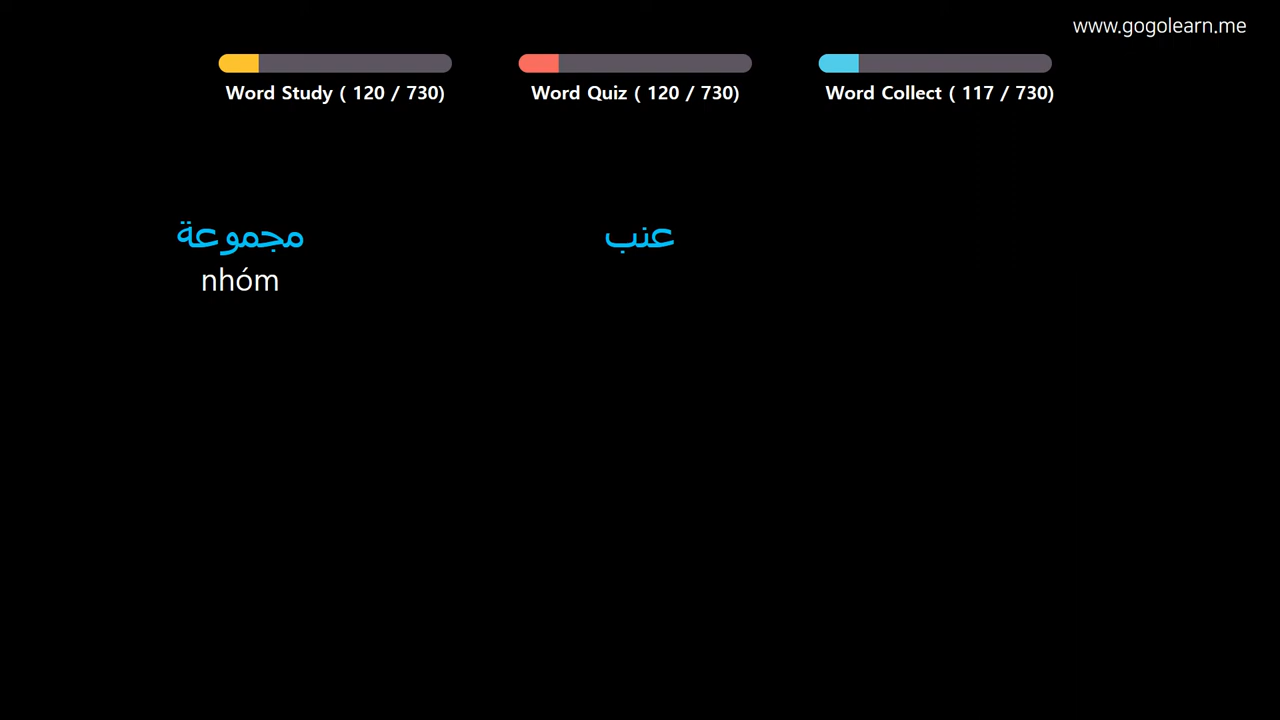 www.gogolearn.me
Word Study ( 120 / 730)
Word Quiz ( 120 / 730)
Word Collect ( 117 / 730)
مجموعة
nhóm
عنب